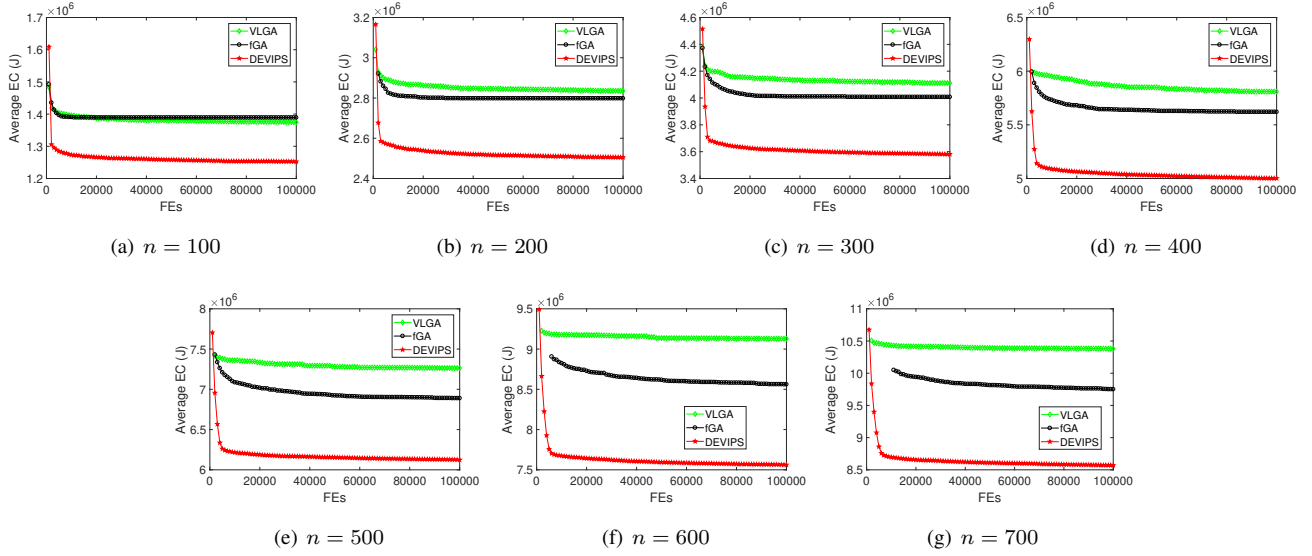 ×10^6
1.7
1.6
1.5
1.4
1.3
1.2
Average EC (J)
0 20000 40000 60000 80000 100000
FEs
VLGA
fGA
DEVIPS
(a) n = 100
×10^6
3.2
3
2.8
2.6
2.4
Average EC (J)
0 20000 40000 60000 80000 100000
FEs
VLGA
fGA
DEVIPS
(b) n = 200
×10^6
4.6
4.4
4.2
4
3.8
3.6
3.4
Average EC (J)
0 20000 40000 60000 80000 100000
FEs
VLGA
fGA
DEVIPS
(c) n = 300
×10^6
6.5
6
5.5
5
Average EC (J)
0 20000 40000 60000 80000 100000
FEs
VLGA
fGA
DEVIPS
(d) n = 400
×10^6
8
7.5
7
6.5
6
Average EC (J)
0 20000 40000 60000 80000 100000
FEs
VLGA
fGA
DEVIPS
(e) n = 500
×10^6
9.5
9
8.5
8
7.5
Average EC (J)
0 20000 40000 60000 80000 100000
FEs
VLGA
fGA
DEVIPS
(f) n = 600
×10^6
11
10.5
10
9.5
9
8.5
Average EC (J)
0 20000 40000 60000 80000 100000
FEs
VLGA
fGA
DEVIPS
(g) n = 700